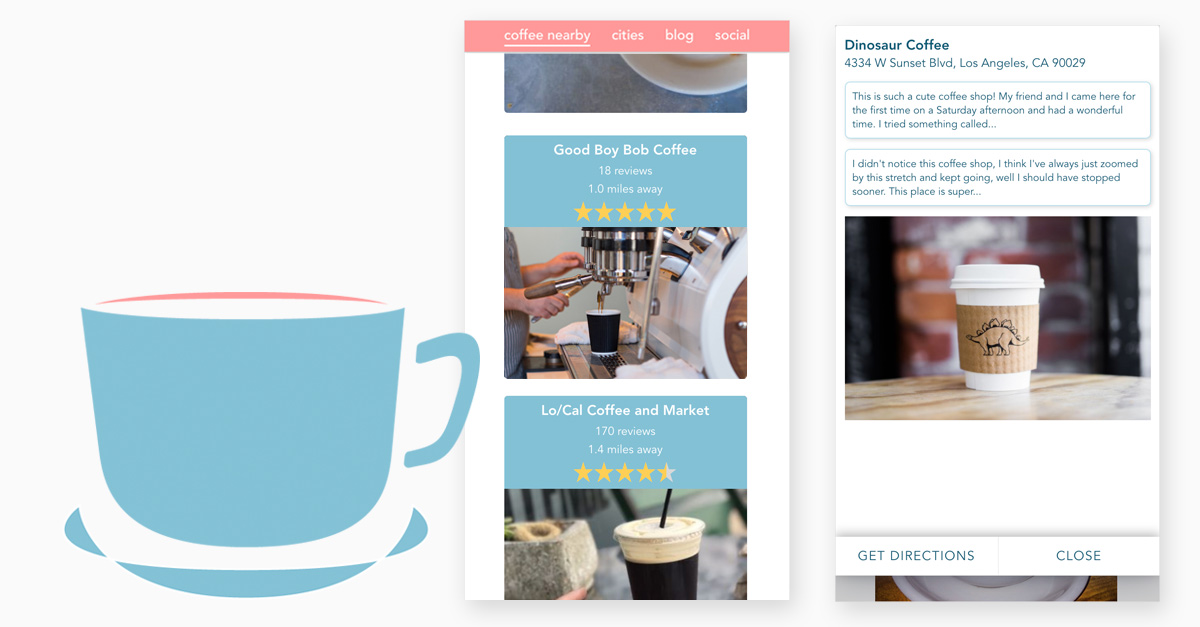 coffee nearby cities blog social
Good Boy Bob Coffee
18 reviews
1.0 miles away
Lo/Cal Coffee and Market
170 reviews
1.4 miles away
Dinosaur Coffee
4334 W Sunset Blvd, Los Angeles, CA 90029
This is such a cute coffee shop! My friend and I came here for
the first time on a Saturday afternoon and had a wonderful
time. I tried something called...
I didn't notice this coffee shop, I think I've always just zoomed
by this stretch and kept going, well I should have stopped
sooner. This place is super...
GET DIRECTIONS CLOSE